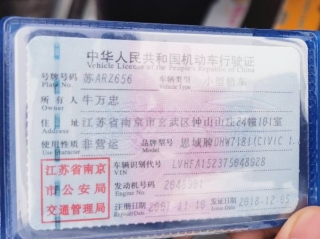 中华人民共和国机动车行驶证
Vehicle License of the People's Republic of China
号牌号码 苏AR2656 车辆类型 小型轿车
Plate No. Vehicle Type
所有人 牛万忠
Owner
住址 江苏省南京市玄武区钟山山庄24幢101室
Address
使用性质 非营运 品牌型号 思域牌DHW7181(CIVIC 1.
Use Character Model
江苏省南京
市公安局
交通管理局
车辆识别代号 LVHFA152375048928
VIN
发动机号码
Engine No.
注册日期 发证日期 2018-12-05
Register Date Issue Date